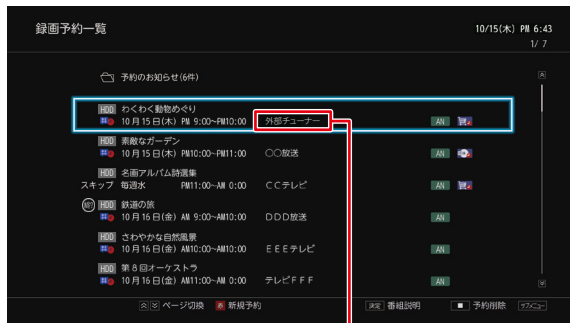 録画予約一覧
10/15(木) PM 6:43
1/ 7
予約のお知らせ(6件)
HDD わくわく動物めぐり
10月15日(木) PM 9:00~PM10:00 外部チューナー AN
HDD 素敵なガーデン
10月15日(木) PM10:00~PM11:00 〇〇放送 AN
HDD 名画アルバム詩選集
スキップ 毎週水 PM11:00~AM 0:00 CCテレビ AN
HDD 鉄道の旅
10月16日(金) AM 9:00~AM10:00 DDD放送 AN
HDD さわやかな自然風景
10月16日(金) AM10:00~AM10:00 EEEテレビ AN
HDD 第8回オーケストラ
10月16日(金) AM11:00~AM 0:00 テレビFFF AN
ページ切換 赤 新規予約 決定 番組説明 ■ 予約削除 サブメニュー